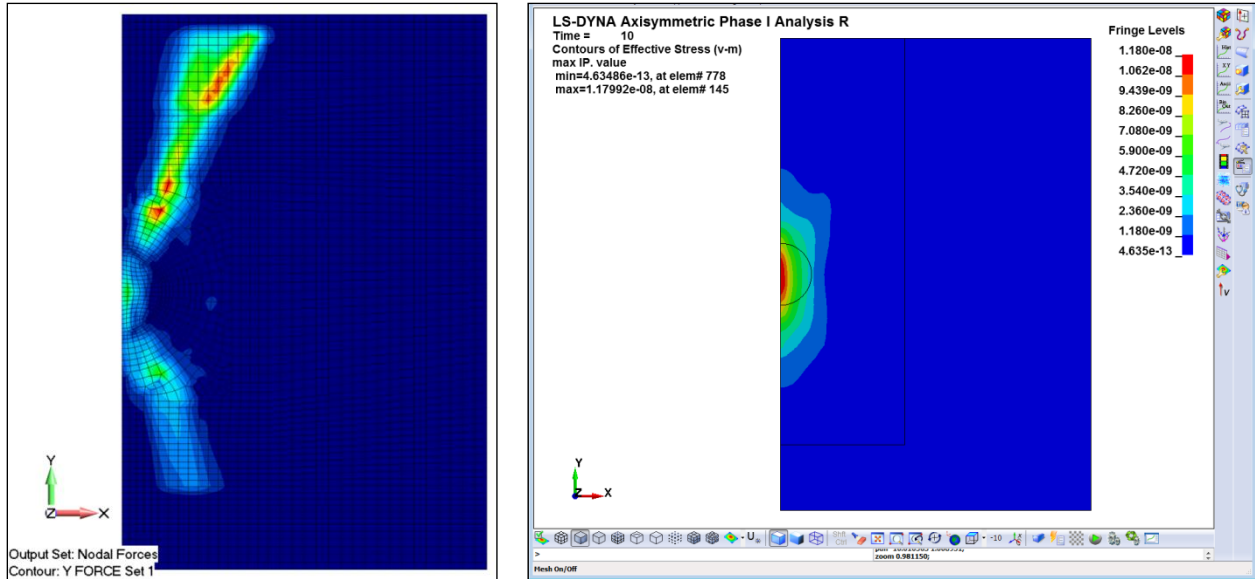 Y
Z
X
Output Set: Nodal Forces
Contour: Y FORCE Set 1
LS-DYNA Axisymmetric Phase I Analysis R
Time = 10
Contours of Effective Stress (v-m)
max IP. value
min=4.63486e-13, at elem# 778
max=1.17992e-08, at elem# 145
Fringe Levels
1.180e-08
1.062e-08
9.439e-09
8.260e-09
7.080e-09
5.900e-09
4.720e-09
3.540e-09
2.360e-09
1.180e-09
4.635e-13
Y
Z
X
-10
>
zoom 0.981150;
Mesh On/Off